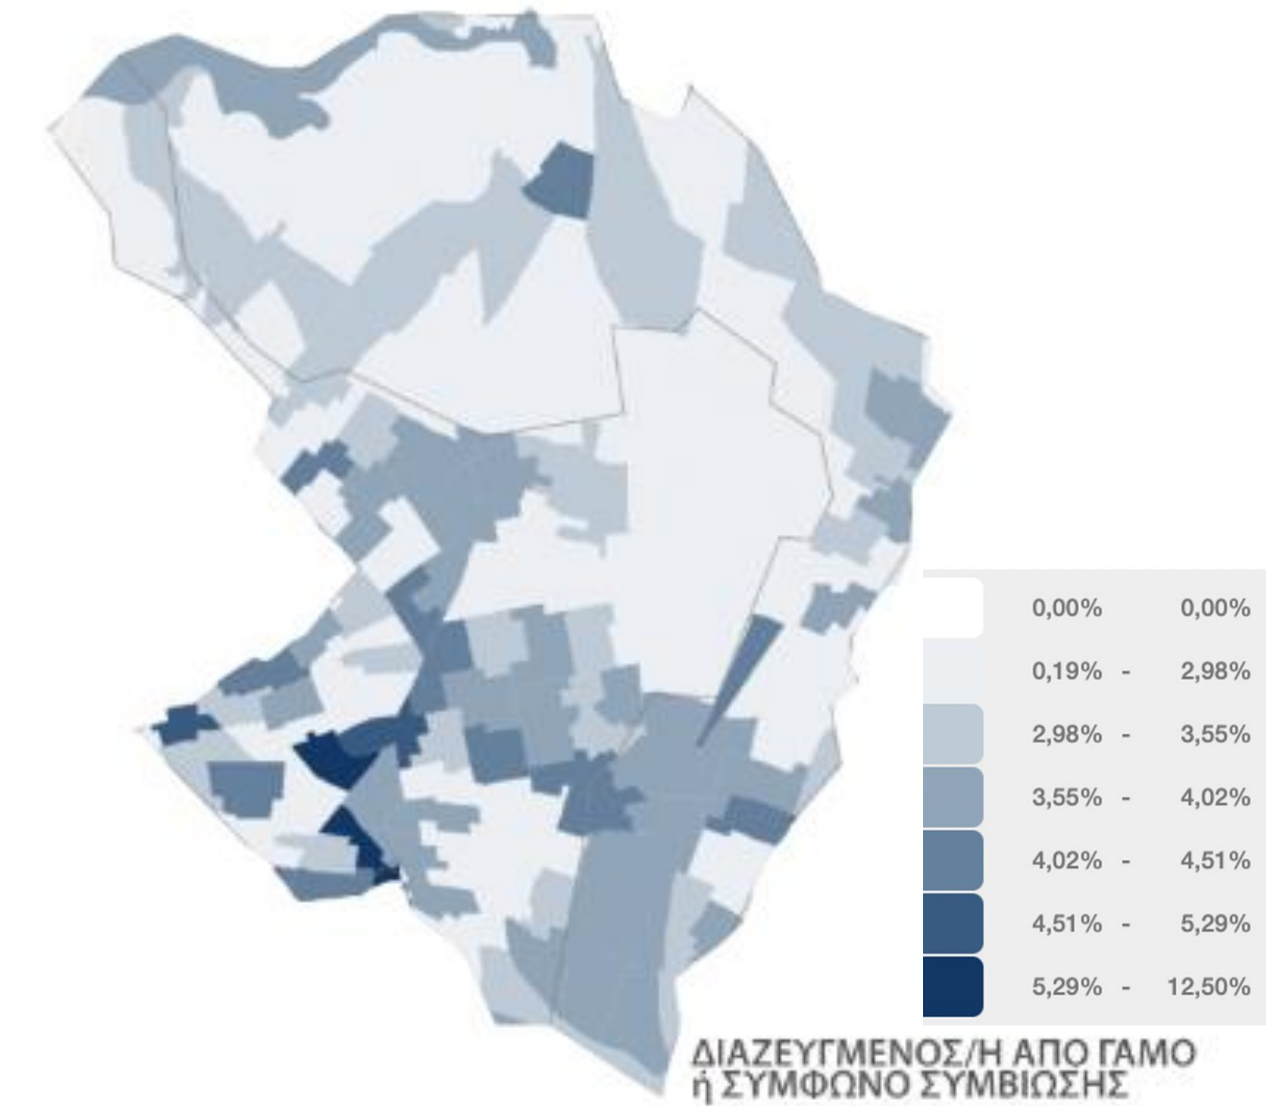 0,00% 0,00%
0,19% - 2,98%
2,98% - 3,55%
3,55% - 4,02%
4,02% - 4,51%
4,51% - 5,29%
5,29% - 12,50%
ΔΙΑΖΕΥΓΜΕΝΟΣ/Η ΑΠΟ ΓΑΜΟ
ή ΣΥΜΦΩΝΟ ΣΥΜΒΙΩΣΗΣ